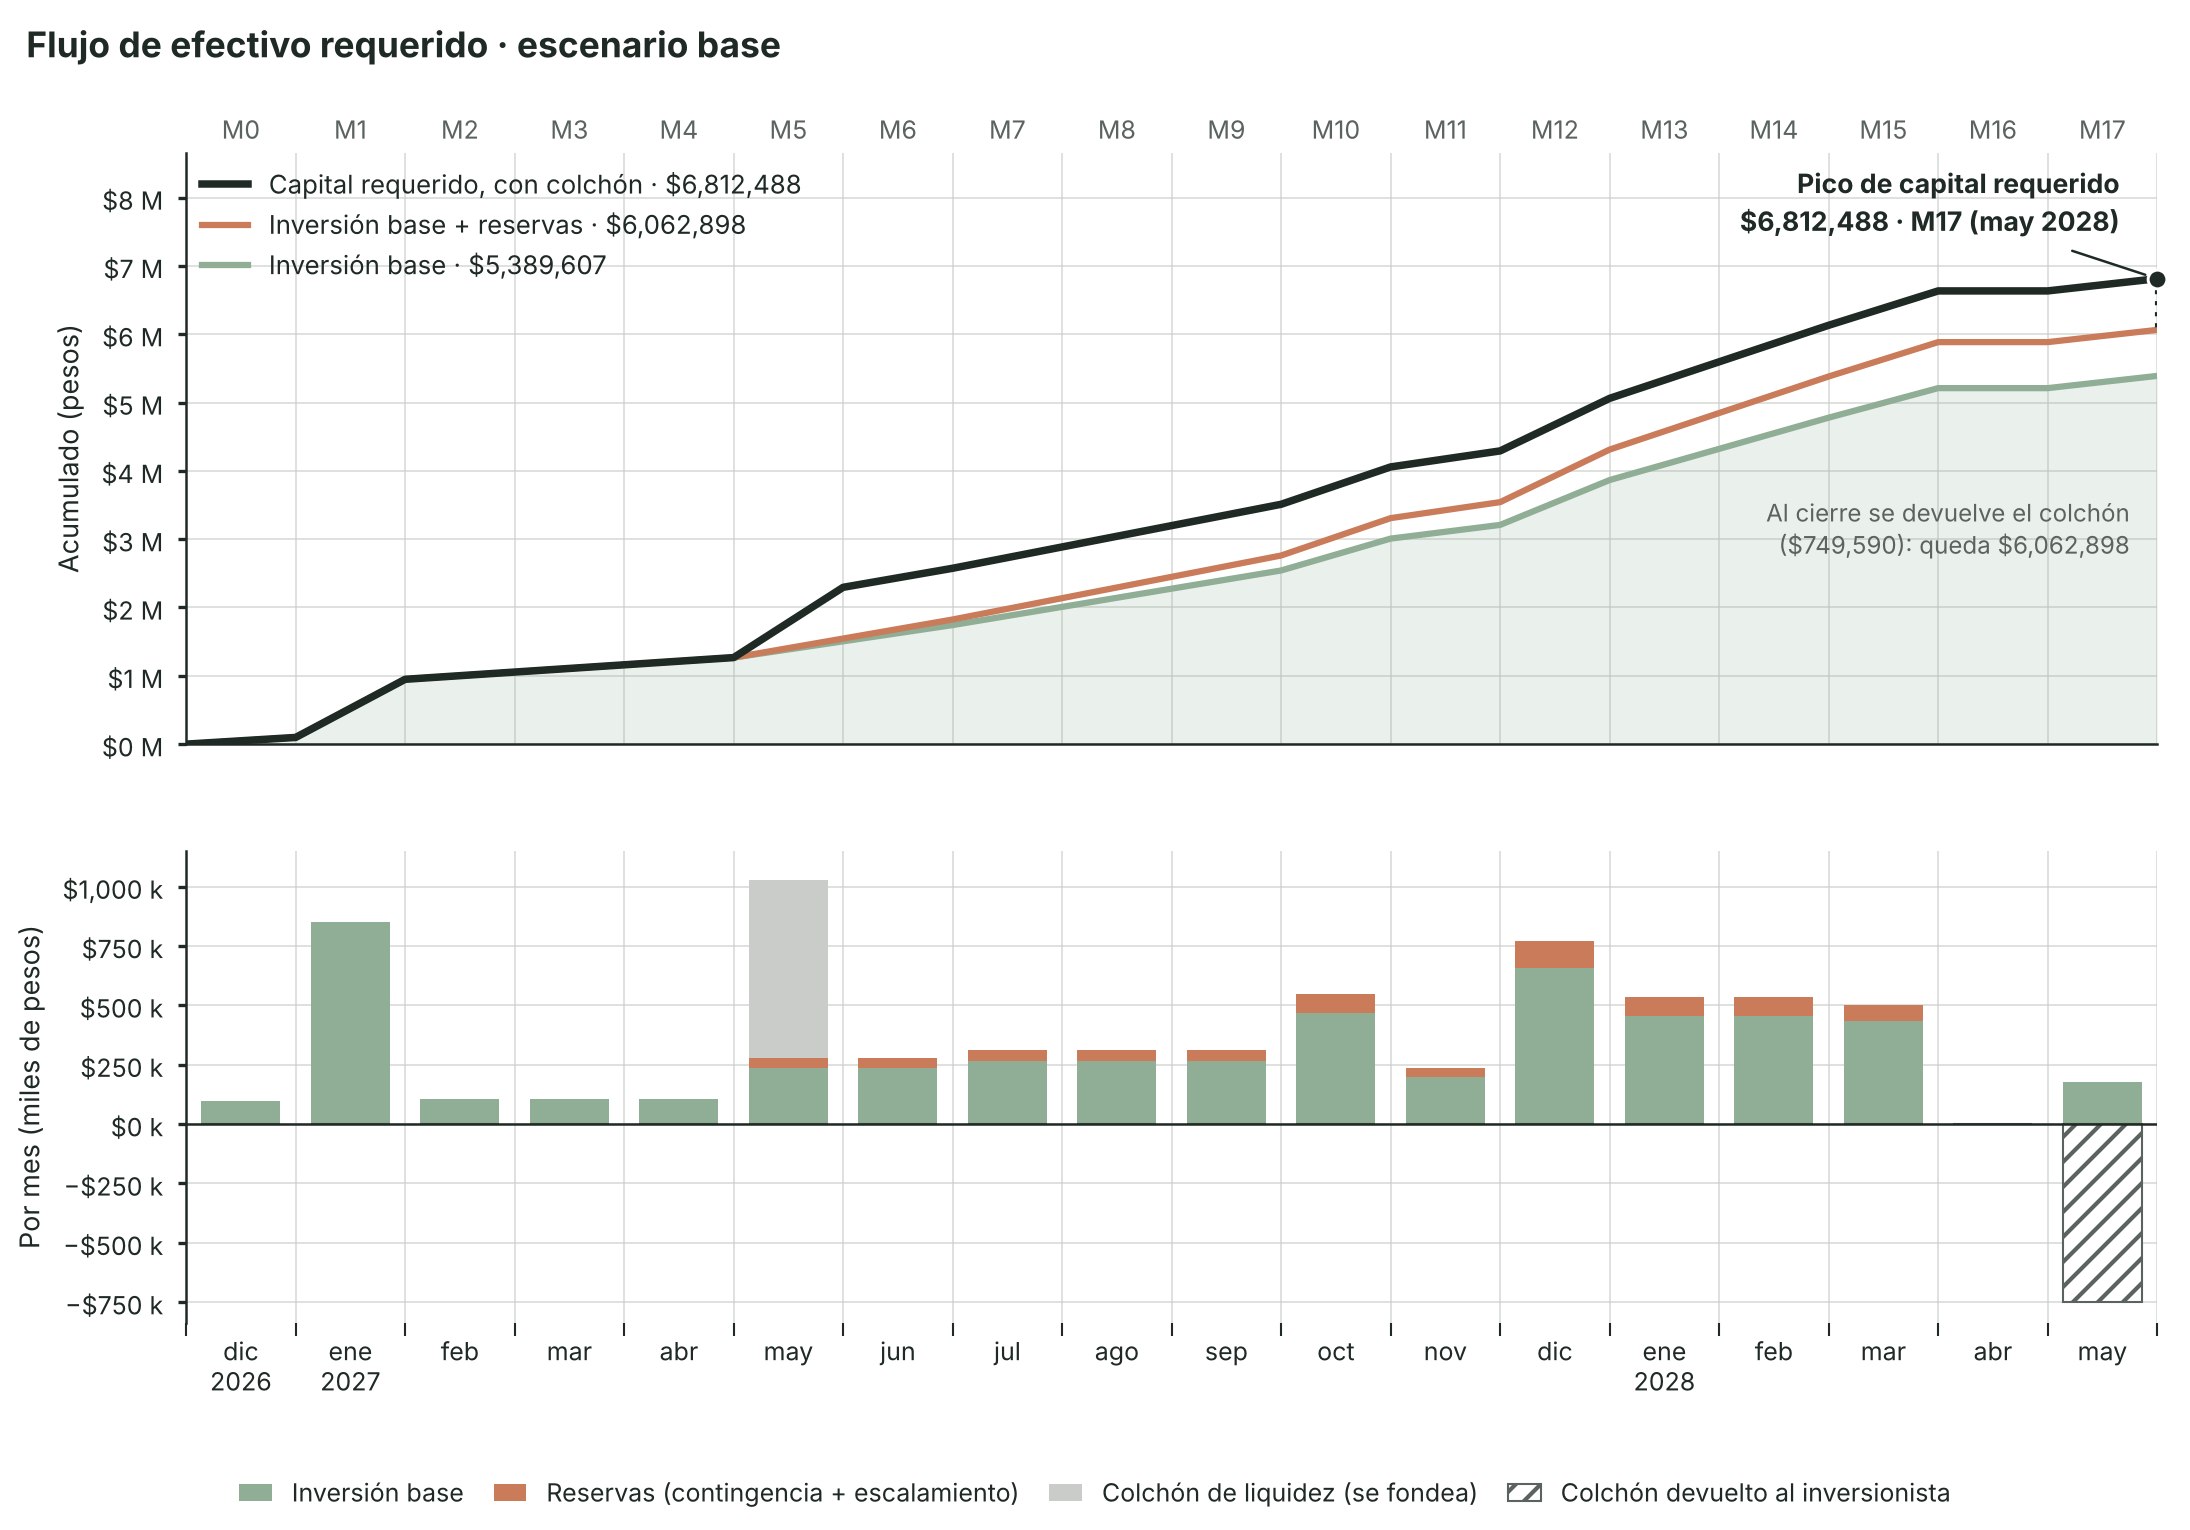 Flujo de efectivo requerido · escenario base
M0 M1 M2 M3 M4 M5 M6 M7 M8 M9 M10 M11 M12 M13 M14 M15 M16 M17
Capital requerido, con colchón · $6,812,488
Inversión base + reservas · $6,062,898
Inversión base · $5,389,607
Pico de capital requerido
$6,812,488 · M17 (may 2028)
Acumulado (pesos)
$8 M
$7 M
$6 M
$5 M
$4 M
$3 M
$2 M
$1 M
$0 M
Al cierre se devuelve el colchón
($749,590): queda $6,062,898
Por mes (miles de pesos)
$1,000 k
$750 k
$500 k
$250 k
$0 k
−$250 k
−$500 k
−$750 k
dic ene feb mar abr may jun jul ago sep oct nov dic ene feb mar abr may
2026 2027 2028
Inversión base
Reservas (contingencia + escalamiento)
Colchón de liquidez (se fondea)
Colchón devuelto al inversionista